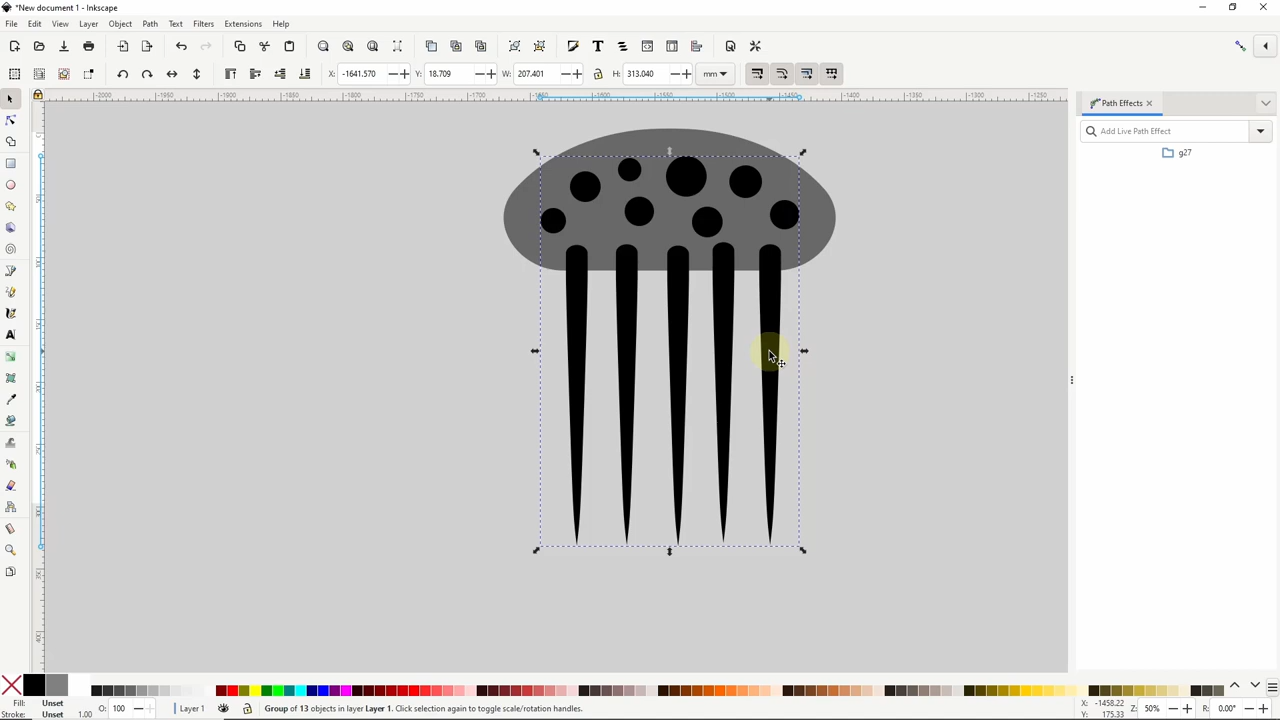 *New document 1 - Inkscape
File Edit View Layer Object Path Text Filters Extensions Help
X: -1641.570 Y: 18.709 W: 207.401 H: 313.040 mm
Path Effects
Add Live Path Effect
g27
Fill: Unset
Stroke: Unset 1.00
O: 100
Layer 1
Group of 13 objects in layer Layer 1. Click selection again to toggle scale/rotation handles.
X: -1458.22
Y: 175.33
Z: 50%
R: 0.00°